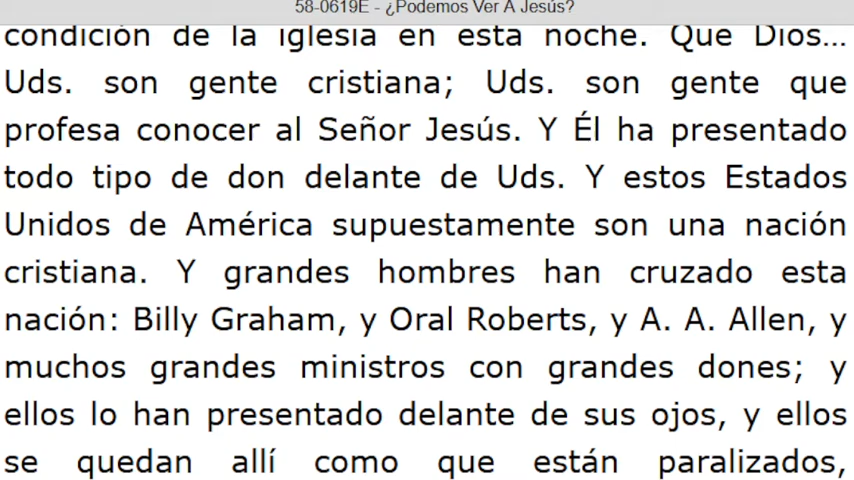 58-0619E - ¿Podemos Ver A Jesús?
condición de la iglesia en esta noche. Que Dios...
Uds. son gente cristiana; Uds. son gente que
profesa conocer al Señor Jesús. Y Él ha presentado
todo tipo de don delante de Uds. Y estos Estados
Unidos de América supuestamente son una nación
cristiana. Y grandes hombres han cruzado esta
nación: Billy Graham, y Oral Roberts, y A. A. Allen, y
muchos grandes ministros con grandes dones; y
ellos lo han presentado delante de sus ojos, y ellos
se quedan allí como que están paralizados,